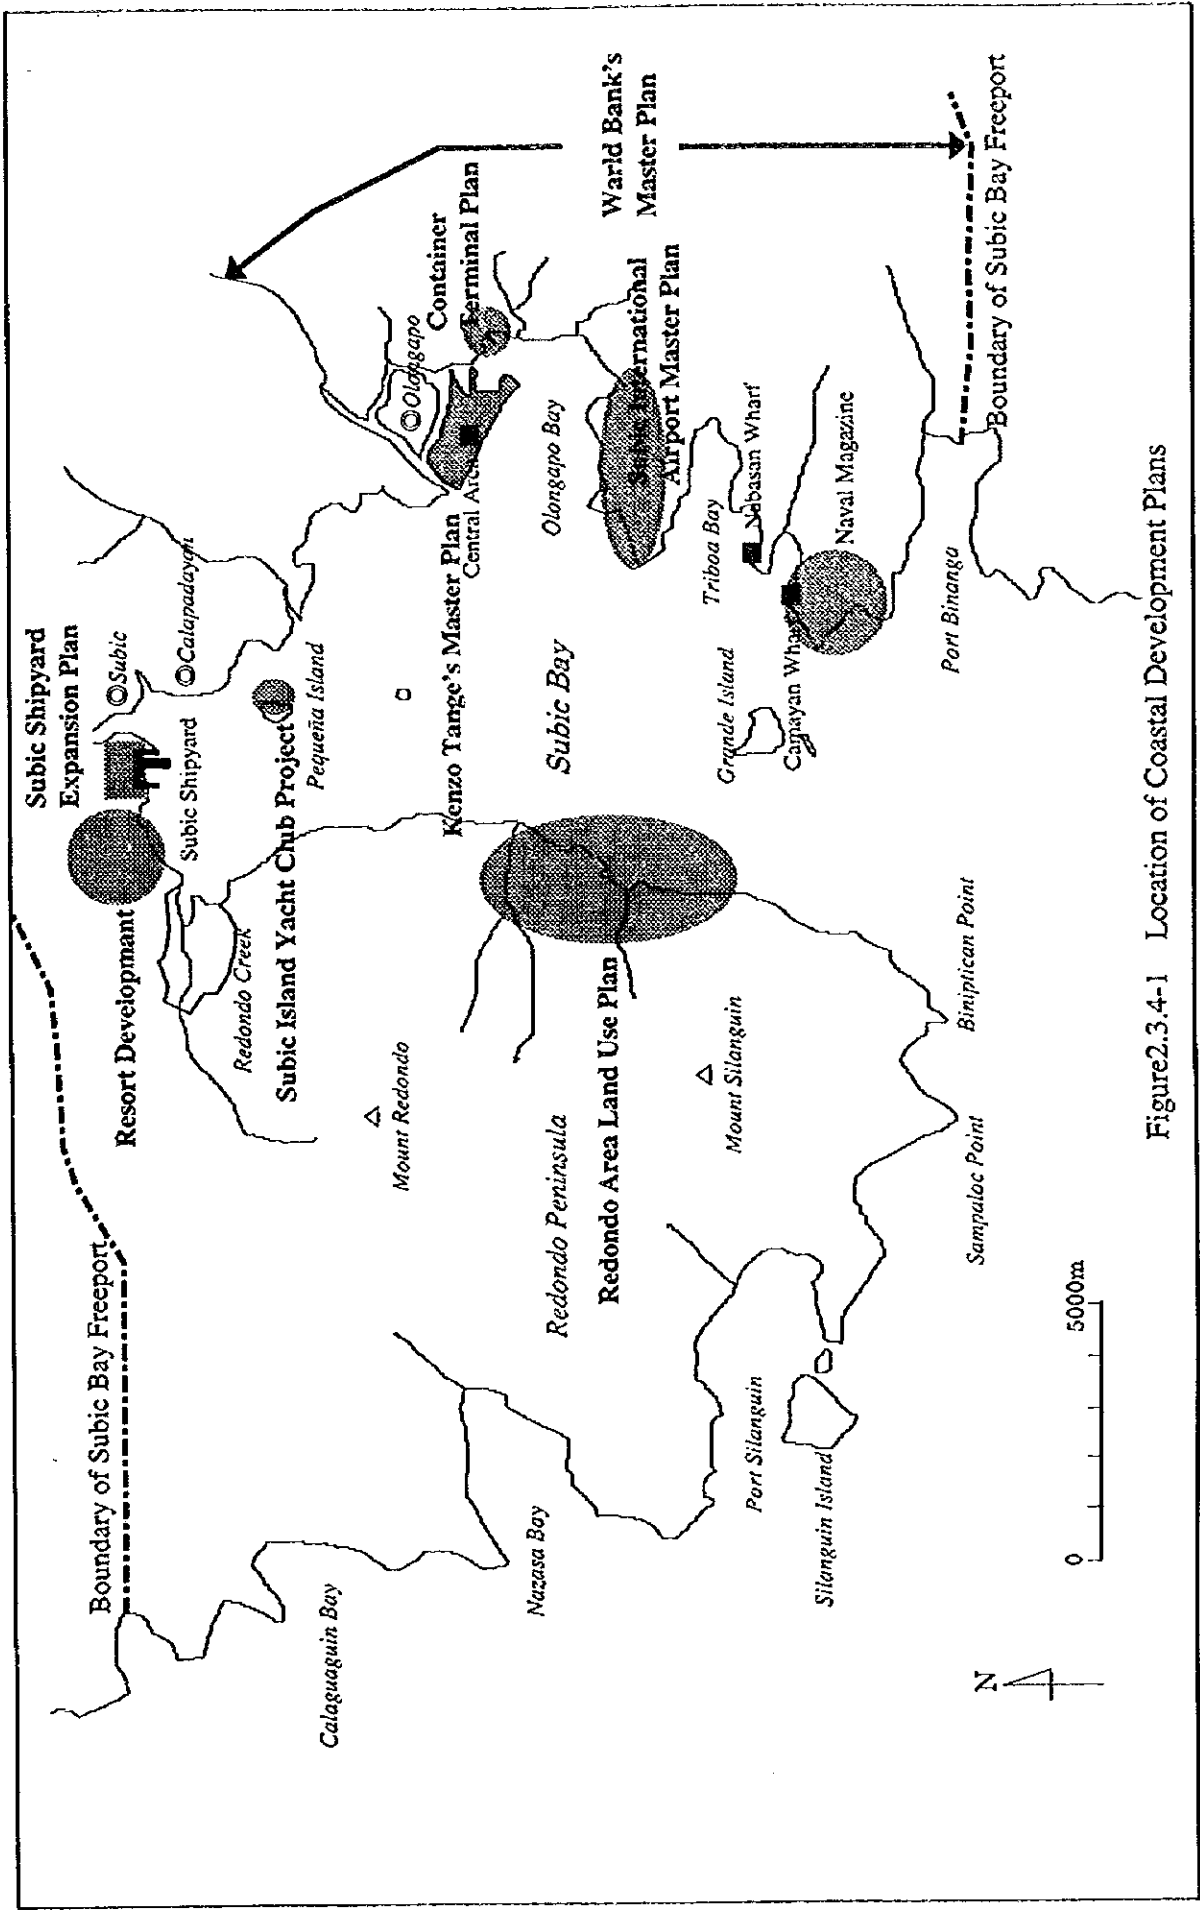 Boundary of Subic Bay Freeport
Subic Shipyard
Expansion Plan
Resort Developmant
Subic
Calapadayan
Subic Shipyard
Redondo Creek
Subic Island Yacht Club Project
Pequeña Island
Calaguaguin Bay
Mount Redondo
Kenzo Tange's Master Plan
Central Area
Olongapo
Container
Terminal Plan
World Bank's
Master Plan
Nazasa Bay
Redondo Peninsula
Redondo Area Land Use Plan
Subic Bay
Olongapo Bay
Subic International
Airport Master Plan
Port Silanguin
Silanguin Island
Mount Silanguin
Grande Island
Triboa Bay
Nabasan Wharf
Camayan Wharf
Naval Magazine
Sampaloc Point
Biniptican Point
Port Binanga
Boundary of Subic Bay Freeport
N
0
5000m
Figure2.3.4-1 Location of Coastal Development Plans